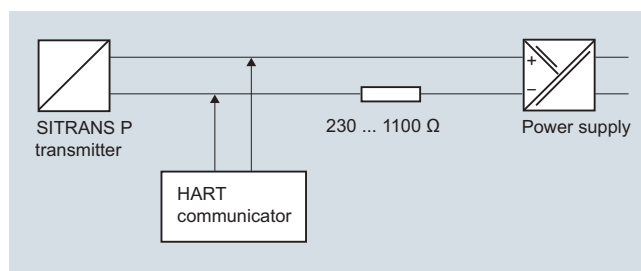 SITRANS P
transmitter
230 ... 1100 Ω
+
–
Power supply
HART
communicator